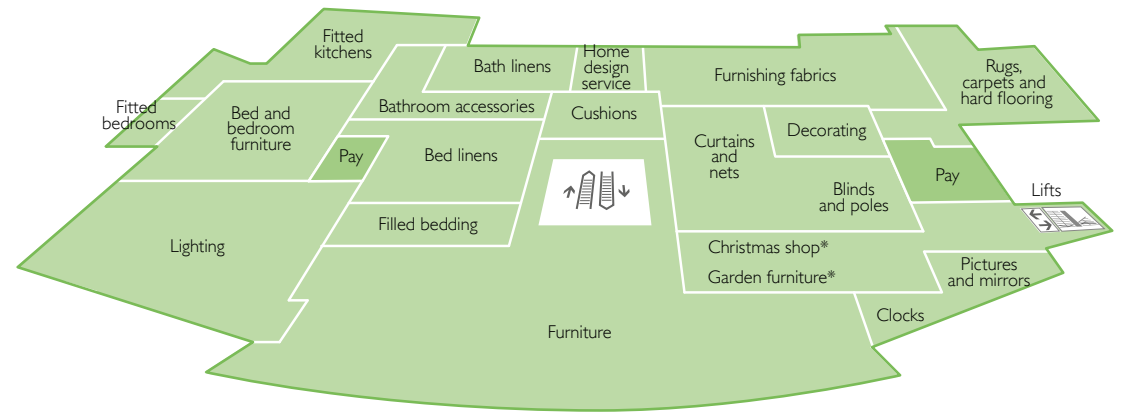 Fitted
kitchens
Bath linens
Home
design
service
Furnishing fabrics
Rugs,
carpets and
hard flooring
Fitted
bedrooms
Bed and
bedroom
furniture
Bathroom accessories
Cushions
Pay
Bed linens
Curtains
and
nets
Decorating
Pay
Blinds
and poles
Lifts
Filled bedding
Lighting
Christmas shop*
Garden furniture*
Pictures
and mirrors
Clocks
Furniture